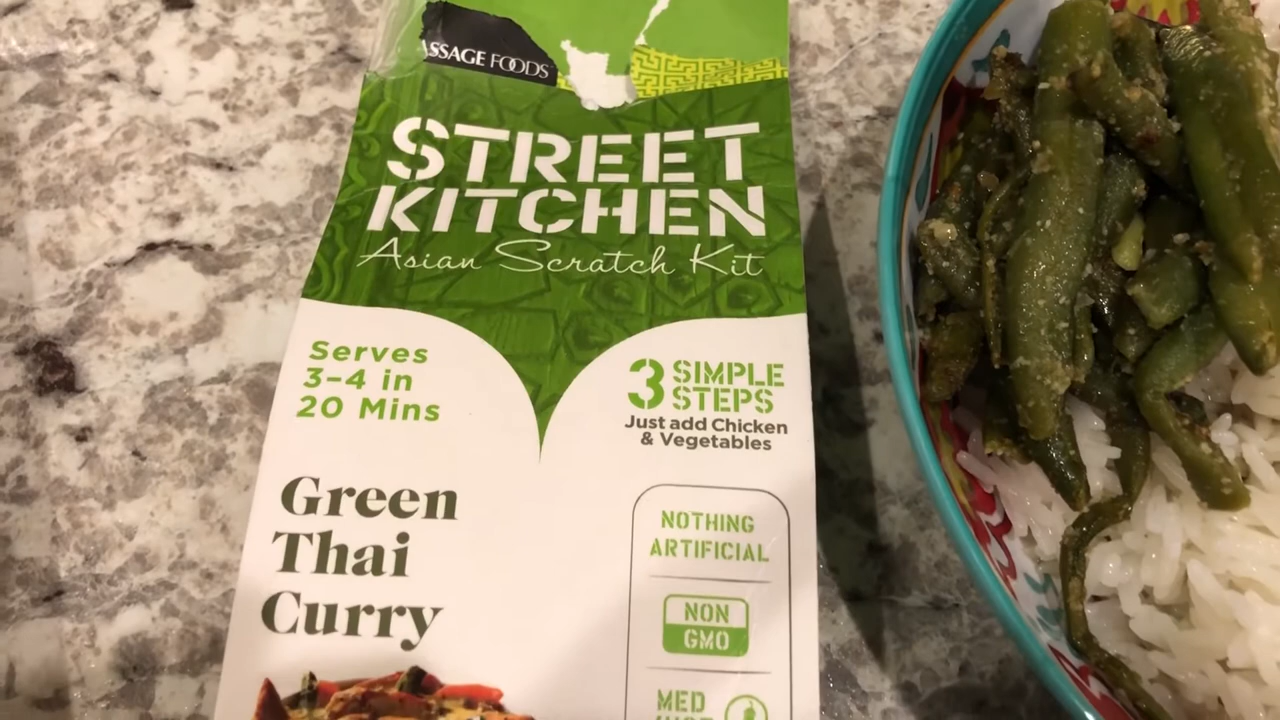 SSAGE FOODS
STREET
KITCHEN
Asian Scratch Kit
Serves
3-4 in
20 Mins
3 SIMPLE
STEPS
Just add Chicken
& Vegetables
Green
Thai
Curry
NOTHING
ARTIFICIAL
NON
GMO
MED